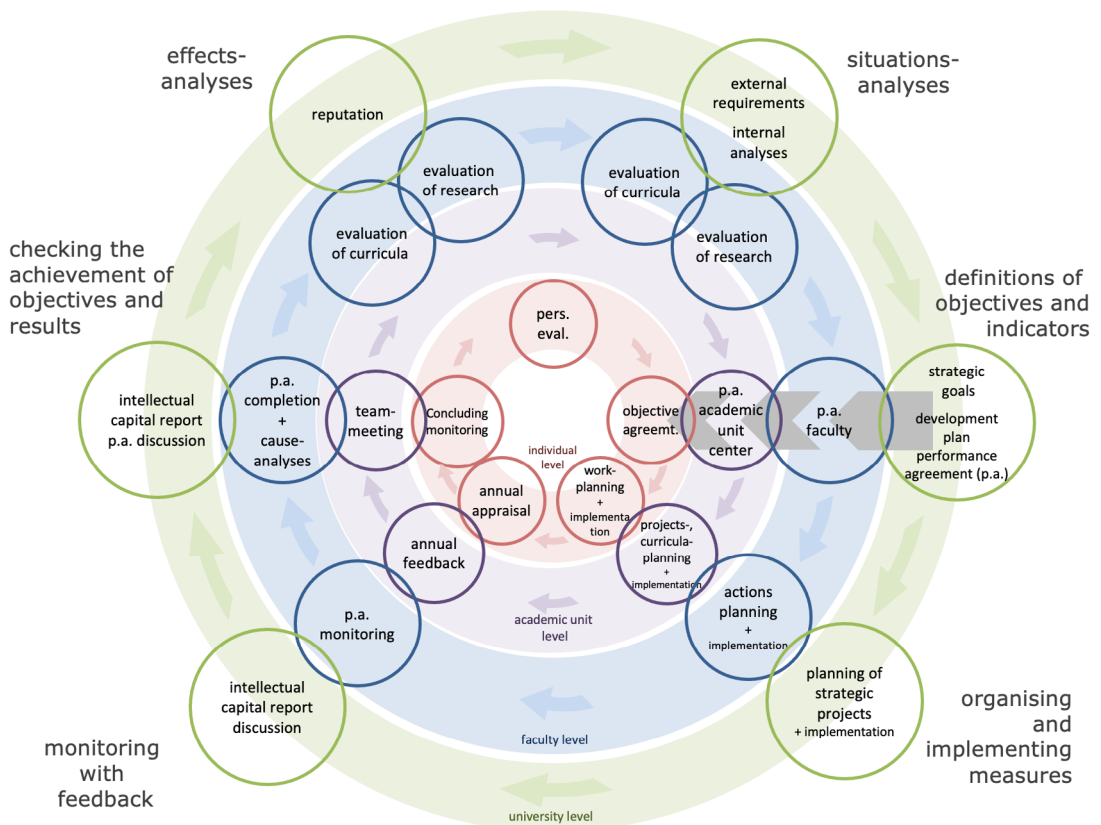 effects-
analyses
situations-
analyses
reputation
external
requirements
internal
analyses
evaluation
of research
evaluation
of curricula
evaluation
of curricula
evaluation
of research
checking the
achievement of
objectives and
results
definitions of
objectives and
indicators
pers.
eval.
intellectual
capital report
p.a. discussion
p.a.
completion
+
cause-
analyses
team-
meeting
Concluding
monitoring
objective
agreemt.
p.a.
academic
unit
center
p.a.
faculty
strategic
goals
development
plan
performance
agreement (p.a.)
individual
level
annual
appraisal
work-
planning
+
implementa
tion
annual
feedback
projects-,
curricula-
planning
+
implementation
p.a.
monitoring
academic unit
level
actions
planning
+
implementation
intellectual
capital report
discussion
planning of
strategic
projects
+ implementation
monitoring
with
feedback
faculty level
organising
and
implementing
measures
university level